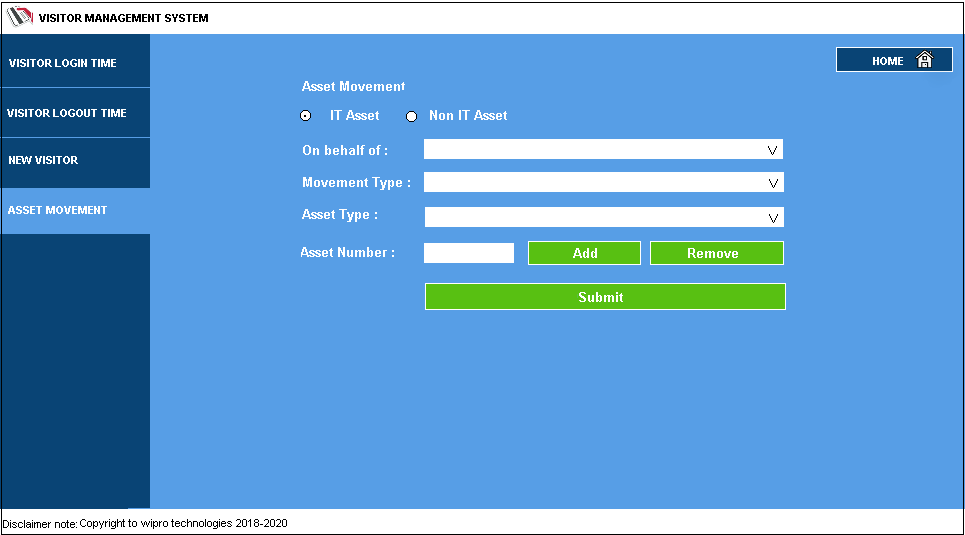 VISITOR MANAGEMENT SYSTEM
VISITOR LOGIN TIME
HOME
Asset Movement
VISITOR LOGOUT TIME
IT Asset Non IT Asset
On behalf of :
NEW VISITOR
Movement Type :
ASSET MOVEMENT
Asset Type :
Asset Number : Add Remove
Submit
Disclaimer note: Copyright to wipro technologies 2018-2020